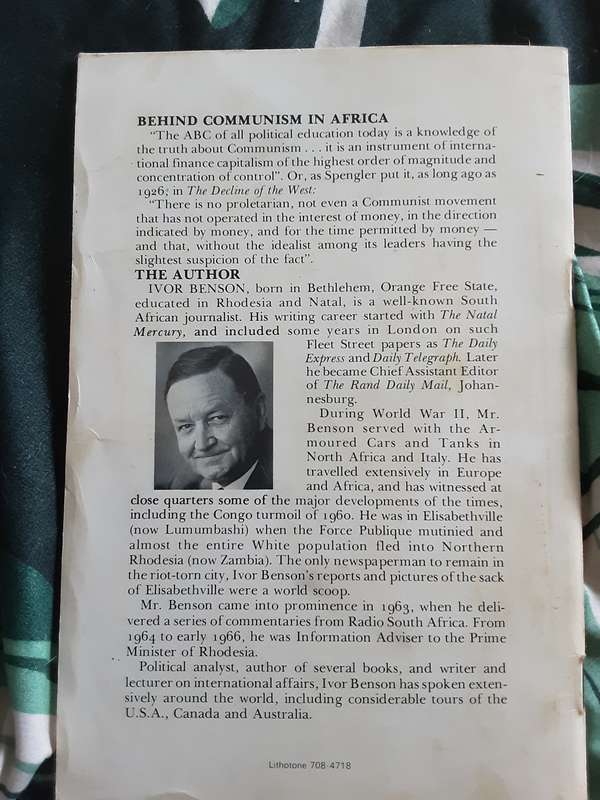 BEHIND COMMUNISM IN AFRICA
"The ABC of all political education today is a knowledge of
the truth about Communism . . . it is an instrument of interna-
tional finance capitalism of the highest order of magnitude and
concentration of control". Or, as Spengler put it, as long ago as
1926; in The Decline of the West:
"There is no proletarian, not even a Communist movement
that has not operated in the interest of money, in the direction
indicated by money, and for the time permitted by money —
and that, without the idealist among its leaders having the
slightest suspicion of the fact".
THE AUTHOR
IVOR BENSON, born in Bethlehem, Orange Free State,
educated in Rhodesia and Natal, is a well-known South
African journalist. His writing career started with The Natal
Mercury, and included some years in London on such
Fleet Street papers as The Daily
Express and Daily Telegraph. Later
he became Chief Assistant Editor
of The Rand Daily Mail, Johan-
nesburg.
During World War II, Mr.
Benson served with the Ar-
moured Cars and Tanks in
North Africa and Italy. He has
travelled extensively in Europe
and Africa, and has witnessed at
close quarters some of the major developments of the times,
including the Congo turmoil of 1960. He was in Elisabethville
(now Lumumbashi) when the Force Publique mutinied and
almost the entire White population fled into Northern
Rhodesia (now Zambia). The only newspaperman to remain in
the riot-torn city, Ivor Benson's reports and pictures of the sack
of Elisabethville were a world scoop.
Mr. Benson came into prominence in 1963, when he deli-
vered a series of commentaries from Radio South Africa. From
1964 to early 1966, he was Information Adviser to the Prime
Minister of Rhodesia.
Political analyst, author of several books, and writer and
lecturer on international affairs, Ivor Benson has spoken exten-
sively around the world, including considerable tours of the
U.S.A., Canada and Australia.
Lithotone 708-4718